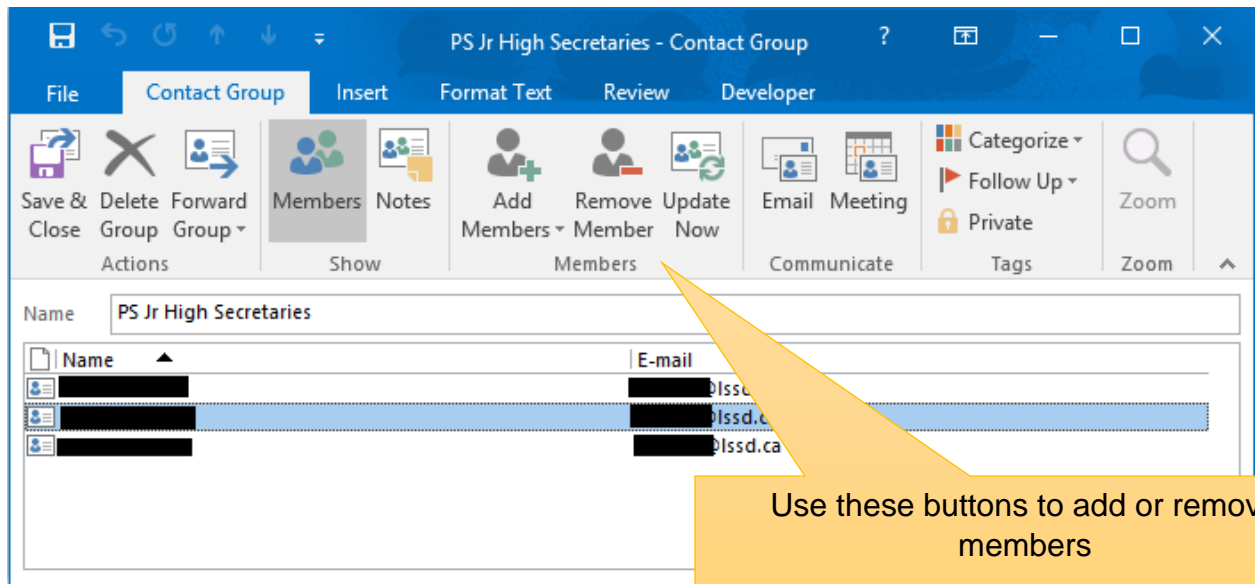 PS Jr High Secretaries - Contact Group ?
File Contact Group Insert Format Text Review Developer
Save & Close Delete Group Forward Group Members Notes Add Members Remove Member Update Now Email Meeting Categorize Follow Up Private Zoom
Actions Show Members Communicate Tags Zoom
Name PS Jr High Secretaries
Name E-mail
@lssd.ca
Use these buttons to add or remov
members